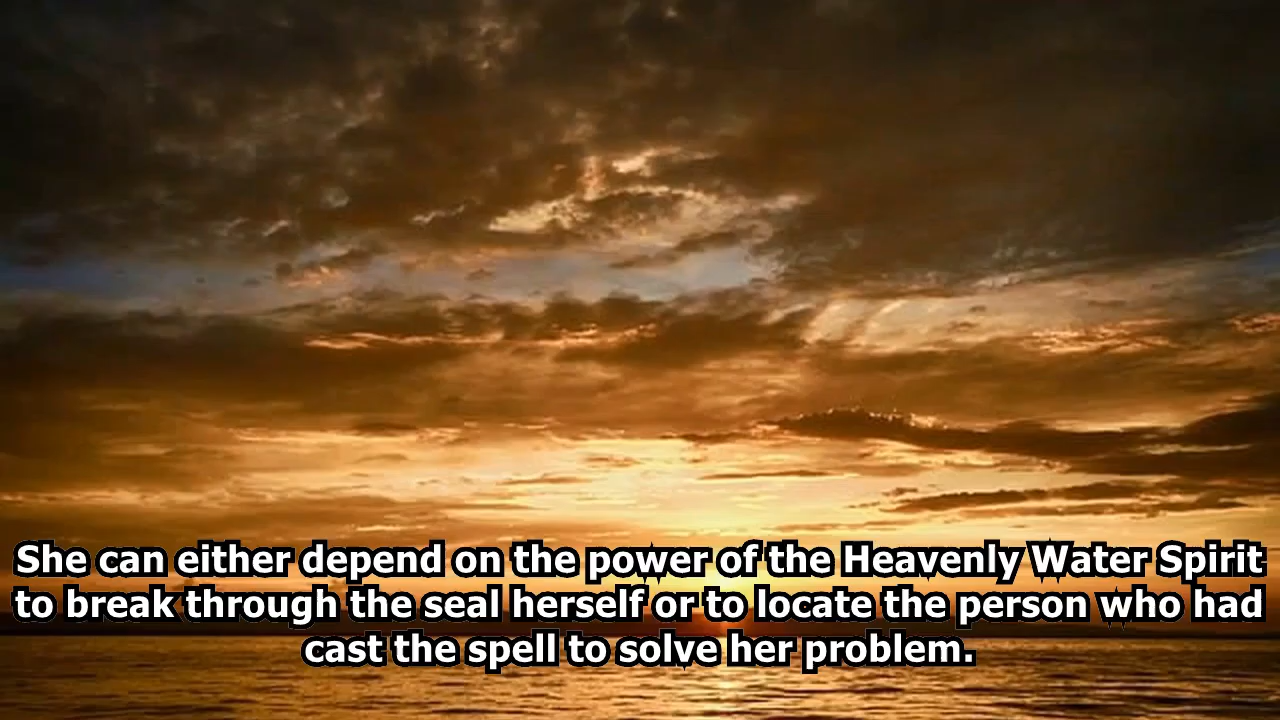 She can either depend on the power of the Heavenly Water Spirit
to break through the seal herself or to locate the person who had
cast the spell to solve her problem.